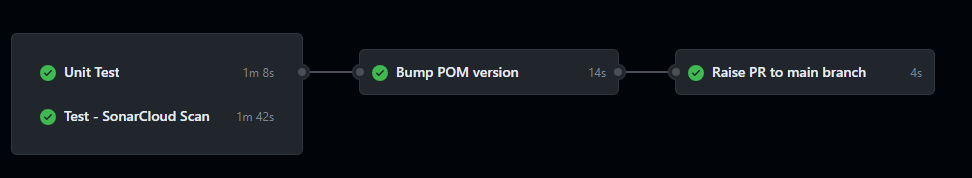 Unit Test 1m 8s
Test - SonarCloud Scan 1m 42s
Bump POM version 14s
Raise PR to main branch 4s